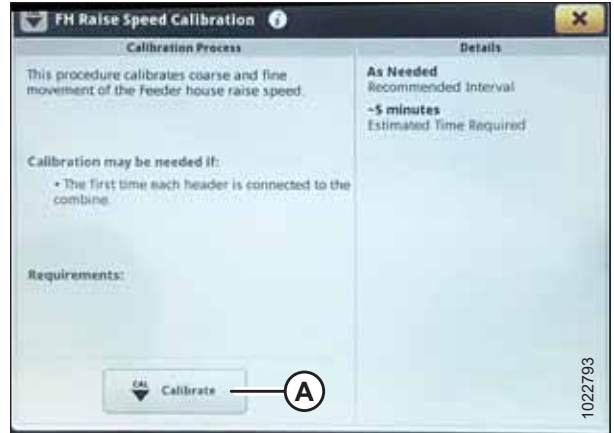 FH Raise Speed Calibration i
Calibration Process
This procedure calibrates coarse and fine
movement of the Feeder house raise speed.
Calibration may be needed if:
• The first time each header is connected to the
combine.
Requirements:
CAL Calibrate
A
Details
As Needed
Recommended Interval
~5 minutes
Estimated Time Required
1022793